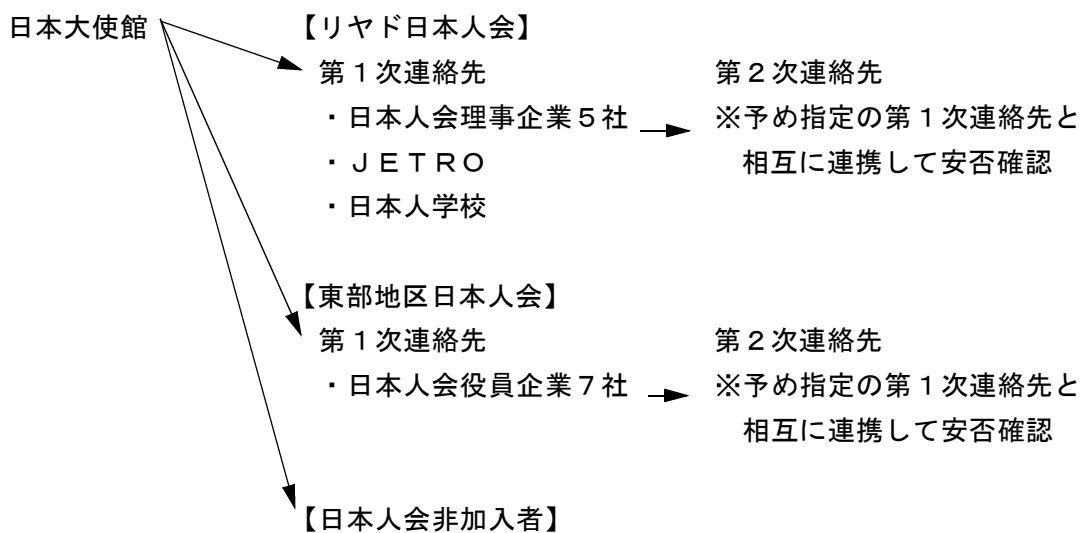 日本大使館
【リヤド日本人会】
第１次連絡先
・日本人会理事企業５社
・ＪＥＴＲＯ
・日本人学校
第２次連絡先
※予め指定の第１次連絡先と
相互に連携して安否確認
【東部地区日本人会】
第１次連絡先
・日本人会役員企業７社
第２次連絡先
※予め指定の第１次連絡先と
相互に連携して安否確認
【日本人会非加入者】